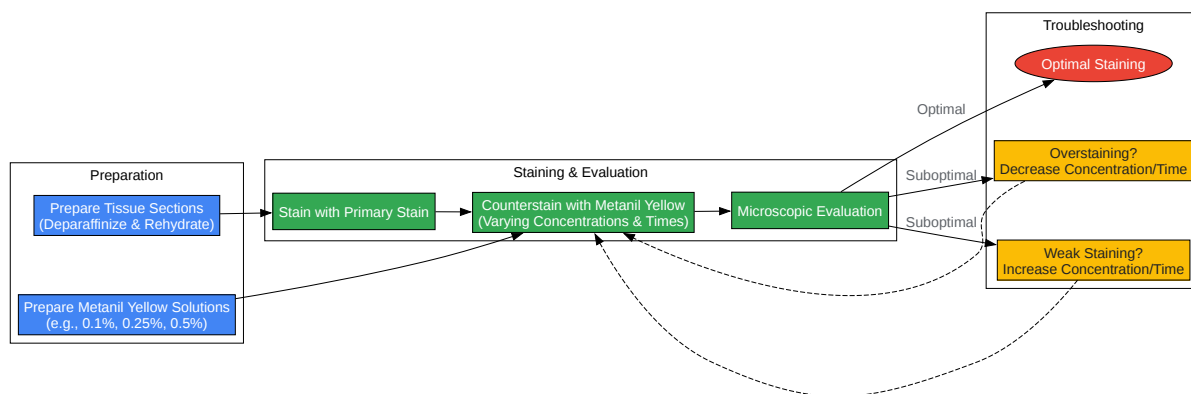 Preparation
Prepare Tissue Sections
(Deparaffinize & Rehydrate)
Prepare Metanil Yellow Solutions
(e.g., 0.1%, 0.25%, 0.5%)
Staining & Evaluation
Stain with Primary Stain
Counterstain with Metanil Yellow
(Varying Concentrations & Times)
Microscopic Evaluation
Optimal
Suboptimal
Suboptimal
Troubleshooting
Optimal Staining
Overstaining?
Decrease Concentration/Time
Weak Staining?
Increase Concentration/Time